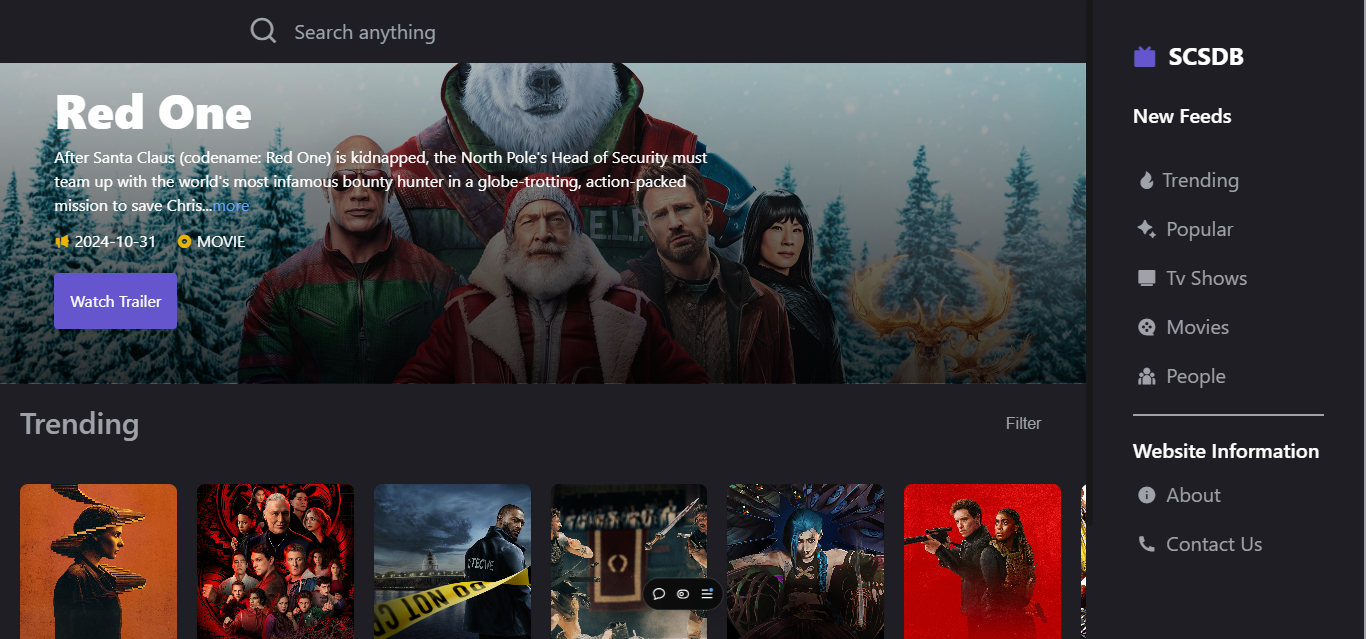 Search anything
Red One
After Santa Claus (codename: Red One) is kidnapped, the North Pole's Head of Security must
team up with the world's most infamous bounty hunter in a globe-trotting, action-packed
mission to save Chris...more
2024-10-31 MOVIE
Watch Trailer
Trending
Filter
DO NOT C
SCSDB
New Feeds
Trending
Popular
Tv Shows
Movies
People
Website Information
About
Contact Us